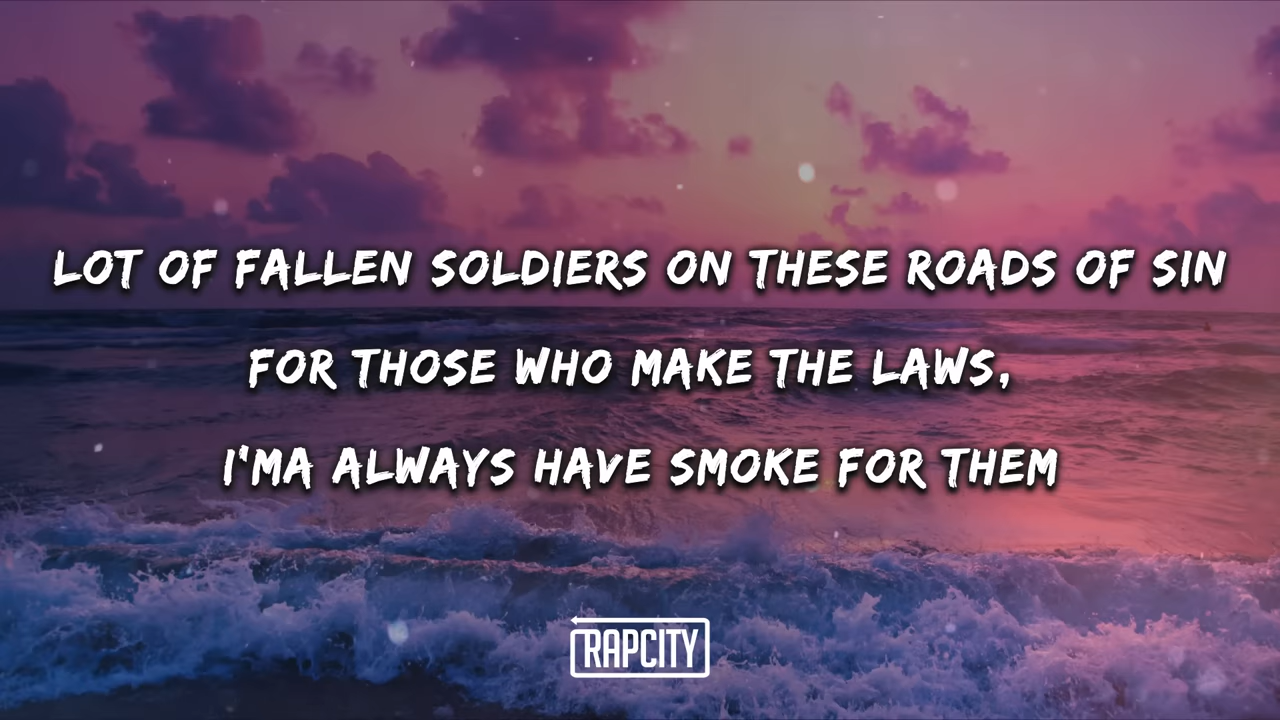 LOT OF FALLEN SOLDIERS ON THESE ROADS OF SIN
FOR THOSE WHO MAKE THE LAWS,
I'MA ALWAYS HAVE SMOKE FOR THEM
RAPCITY